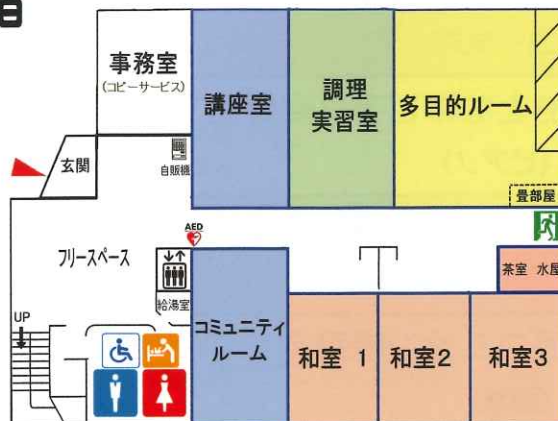 事務室
(コピーサービス)
講座室
調理
実習室
多目的ルーム
玄関
自販機
畳部屋
AED
フリースペース
茶室 水屋
給湯室
UP
コミュニティ
ルーム
和室 1
和室2
和室3